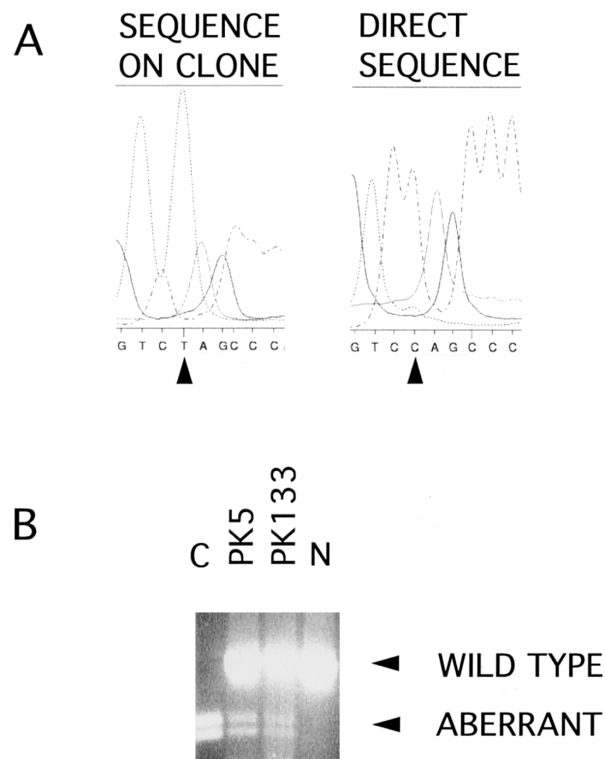 A
SEQUENCE
ON CLONE
DIRECT
SEQUENCE
G T C T A G C C C
G T C C A G C C C
B
C PK5 PK133 N
WILD TYPE
ABERRANT